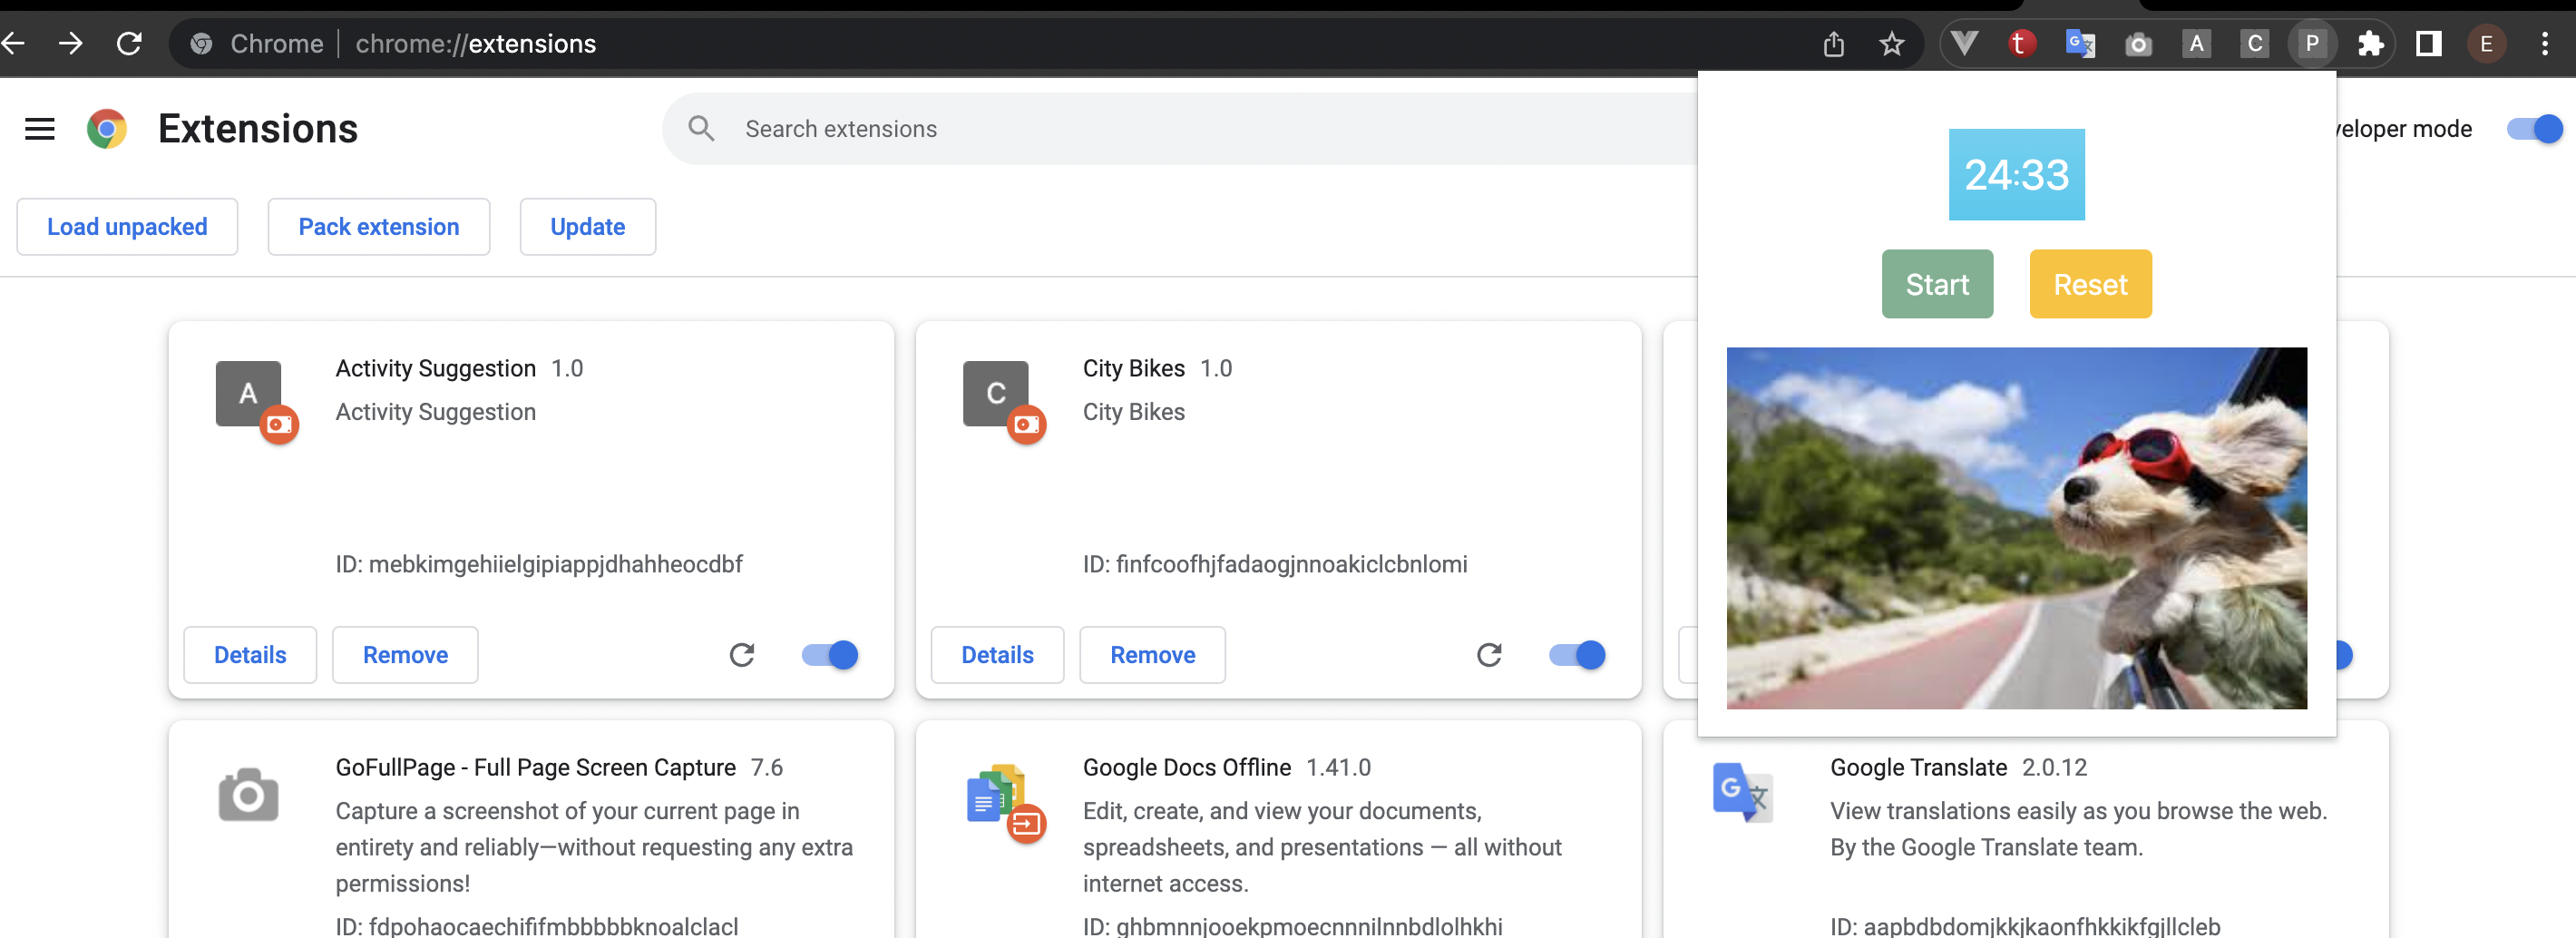 Chrome chrome://extensions
t G A C P E
Extensions
Search extensions
veloper mode
24:33
Load unpacked Pack extension Update
Start Reset
A
Activity Suggestion 1.0
Activity Suggestion
ID: mebkimgehiielgipiappjdhahheocdbf
Details Remove
C
City Bikes 1.0
City Bikes
ID: finfcoofhjfadaogjnnoakiclcbnlomi
Details Remove
GoFullPage - Full Page Screen Capture 7.6
Capture a screenshot of your current page in
entirety and reliably—without requesting any extra
permissions!
ID: fdpohaocaechififmbbbbbknoalclacl
Google Docs Offline 1.41.0
Edit, create, and view your documents,
spreadsheets, and presentations — all without
internet access.
ID: ghbmnnjooekpmoecnnnilnnbdlolhkhi
G 文
Google Translate 2.0.12
View translations easily as you browse the web.
By the Google Translate team.
ID: aapbdbdomjkkjkaonfhkkikfgjllcleb